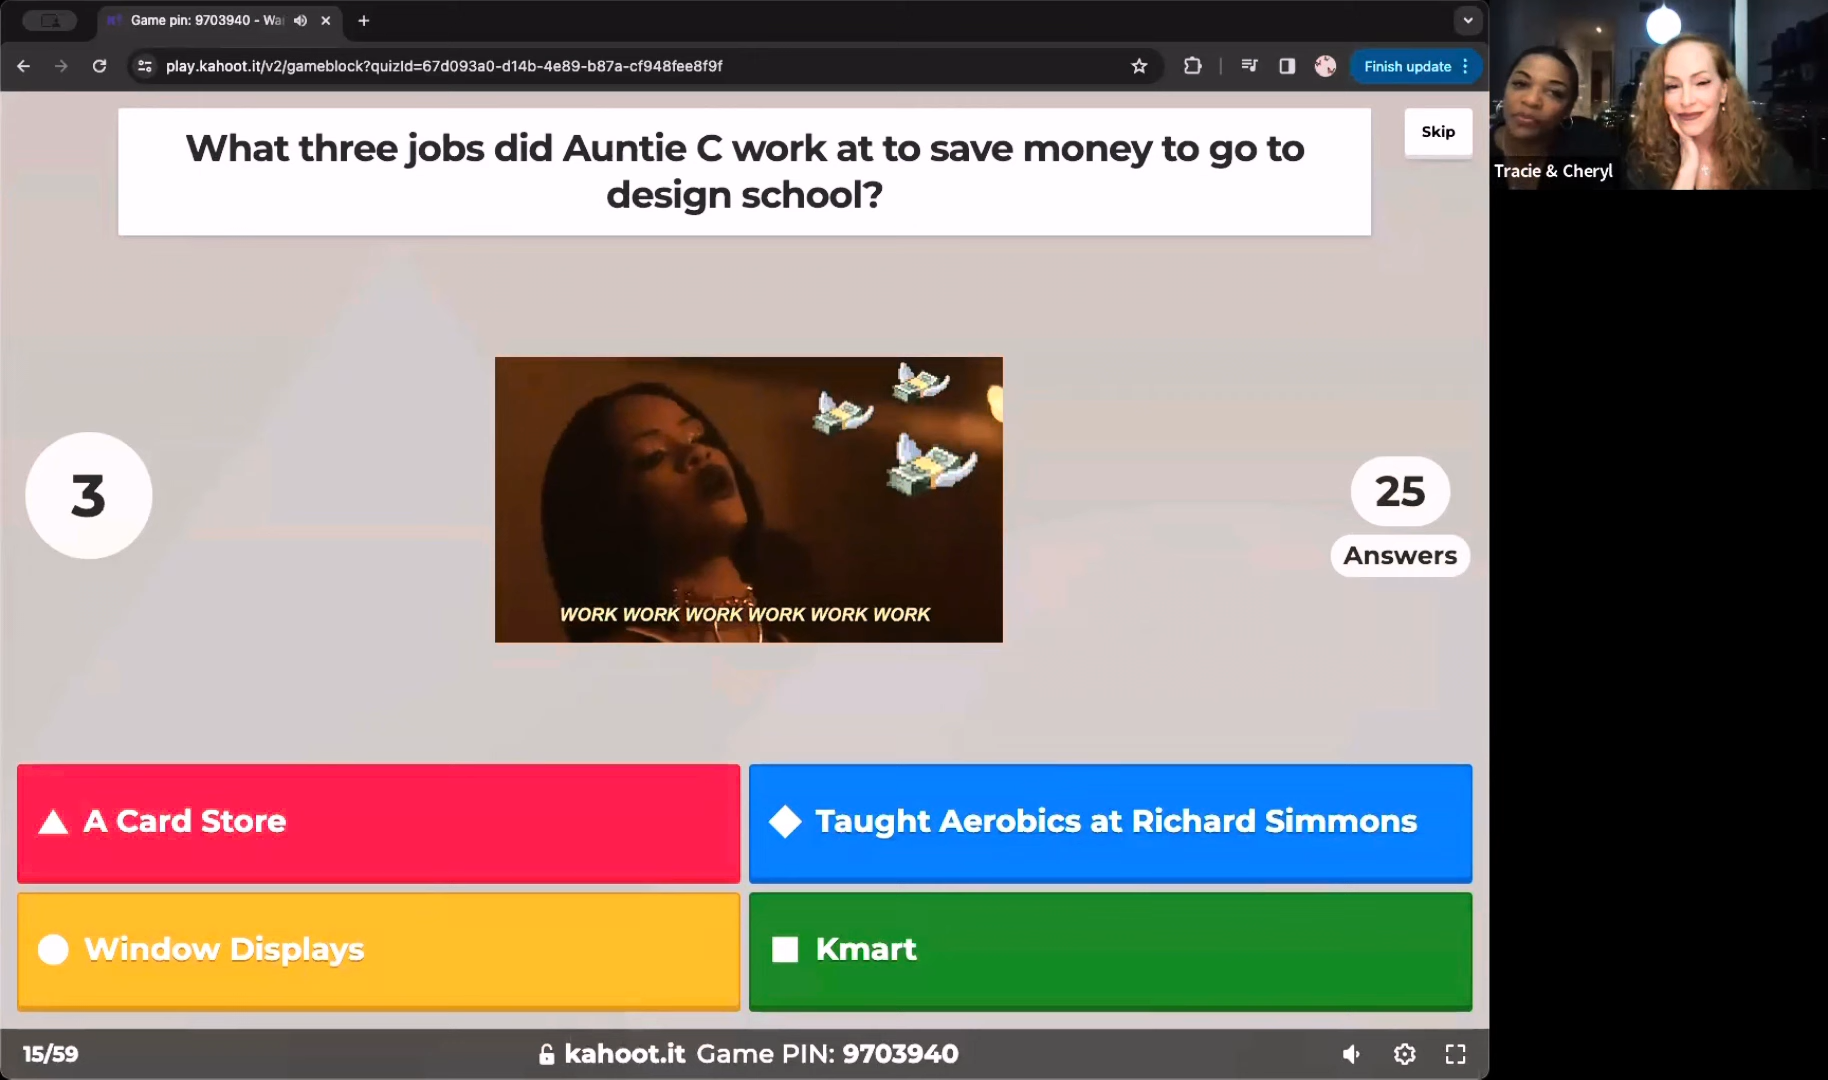 Game pin: 9703940 - Wai
play.kahoot.it/v2/gameblock?quizId=67d093a0-d14b-4e89-b87a-cf948fee8f9f
Finish update
What three jobs did Auntie C work at to save money to go to
design school?
Skip
Tracie & Cheryl
3
25
Answers
WORK WORK WORK WORK WORK WORK
A Card Store
Taught Aerobics at Richard Simmons
Window Displays
Kmart
15/59
kahoot.it Game PIN: 9703940